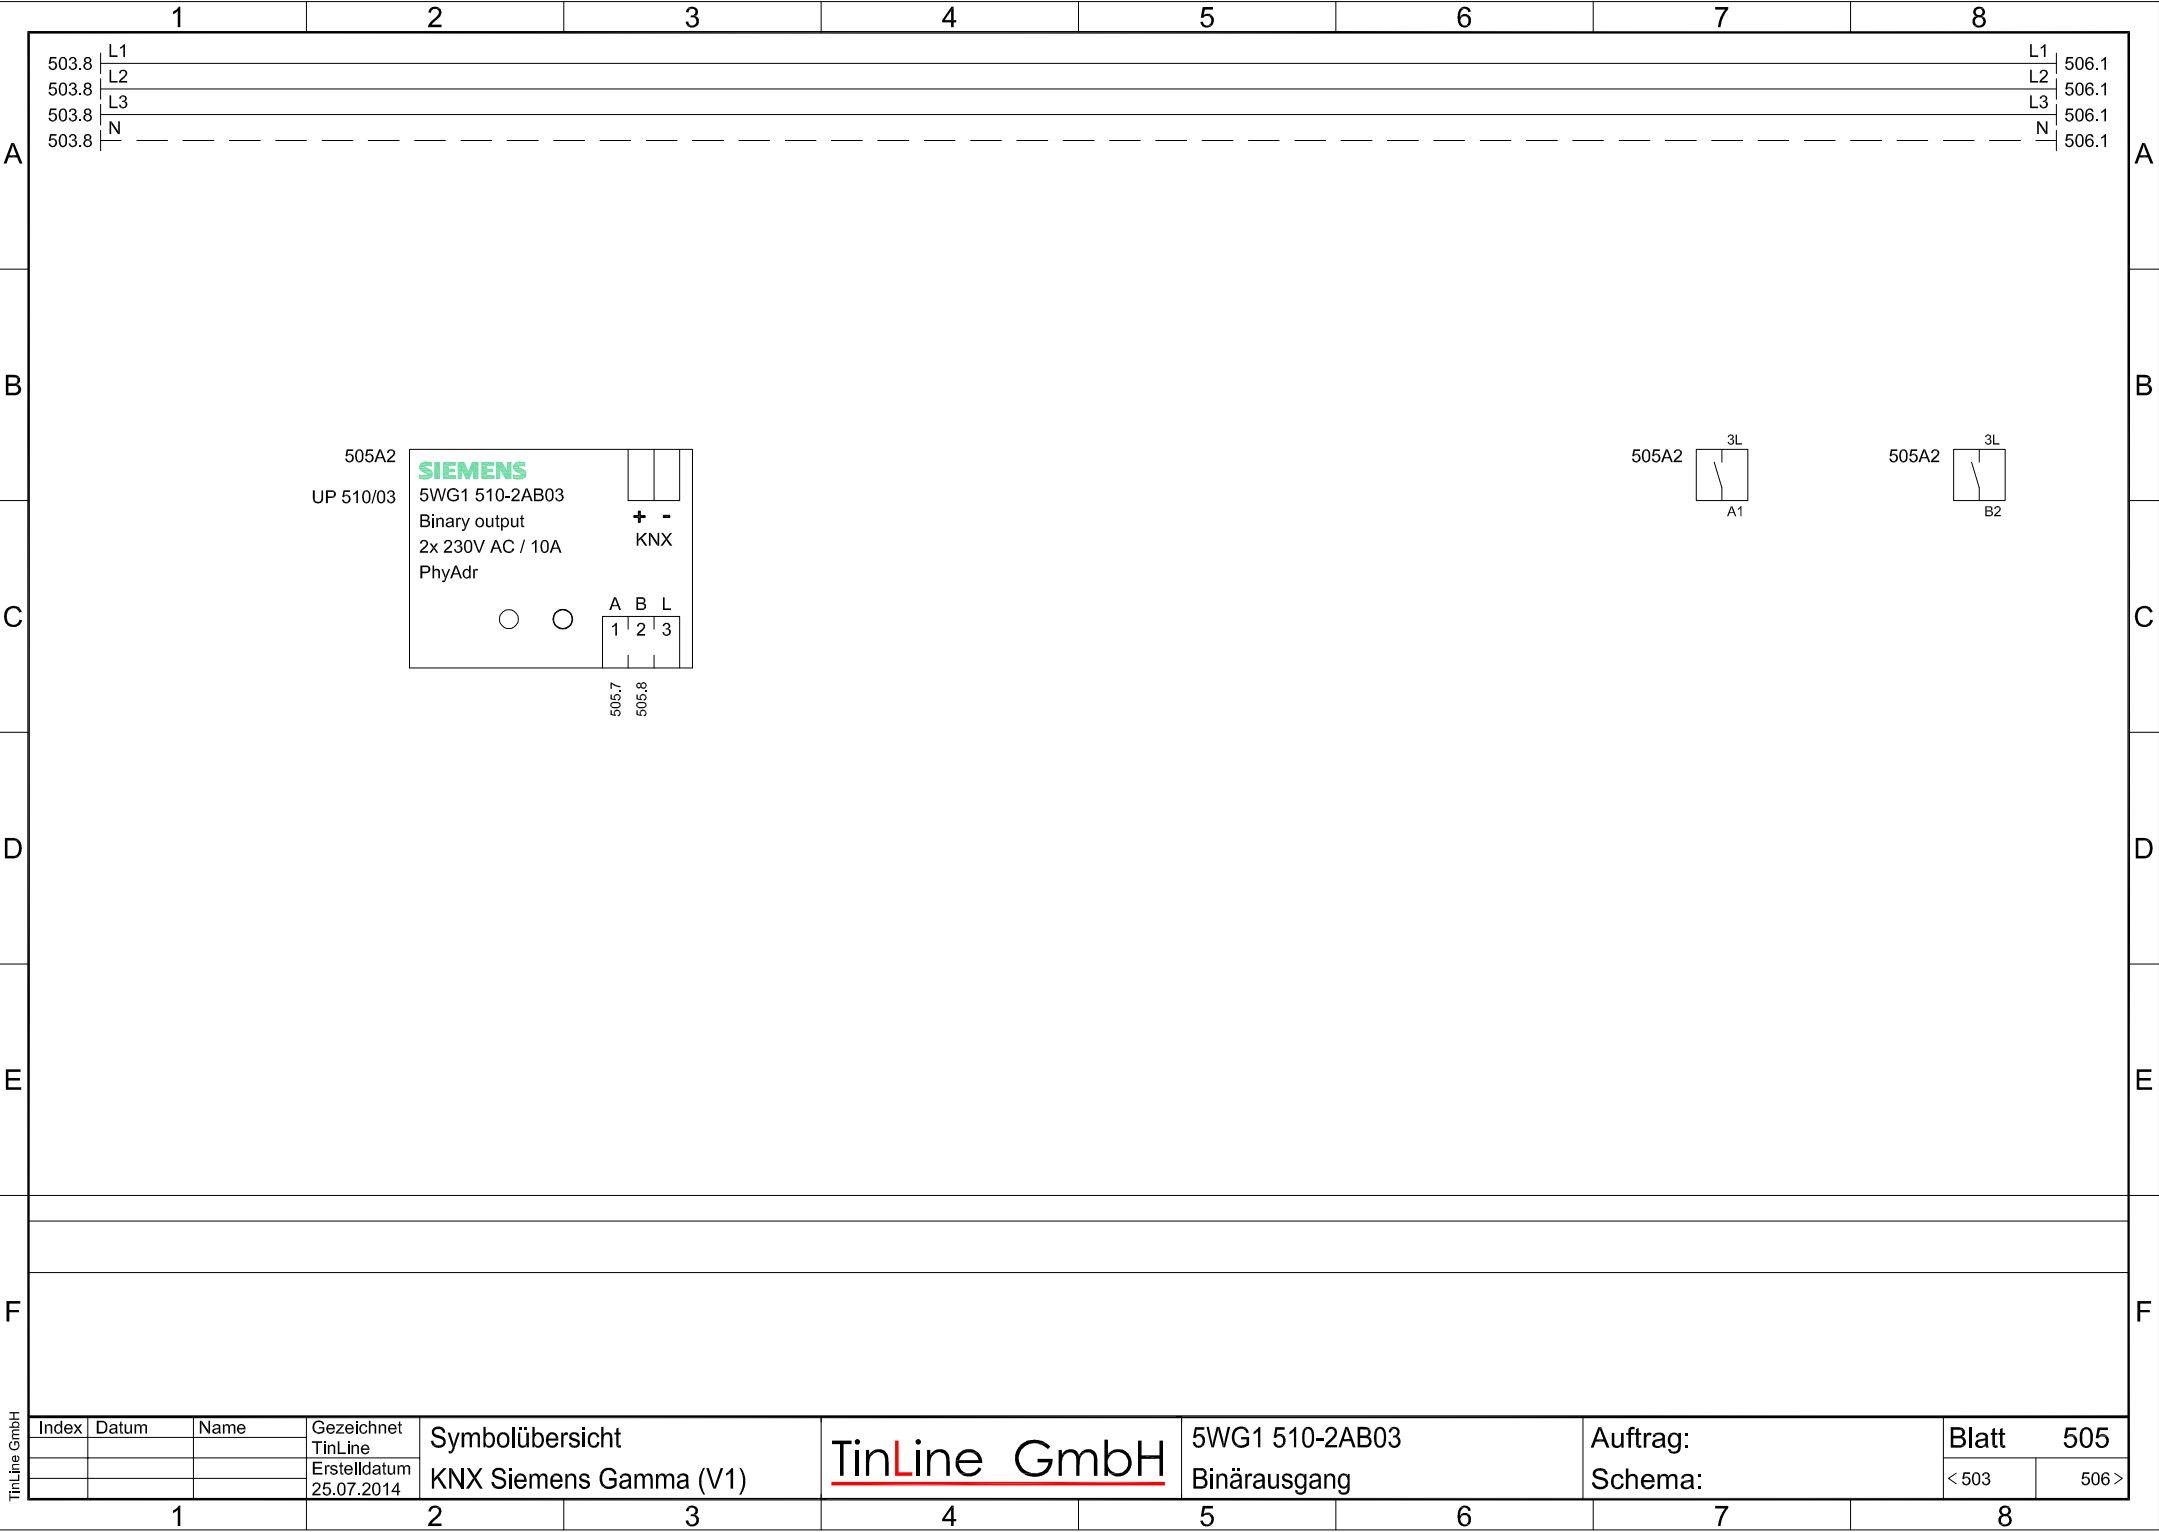 1 2 3 4 5 6 7 8
503.8 L1 L1 506.1
503.8 L2 L2 506.1
503.8 L3 L3 506.1
503.8 N N 506.1
A A
B B
505A2
UP 510/03
SIEMENS
5WG1 510-2AB03
Binary output
2x 230V AC / 10A
PhyAdr
+ -
KNX
A B L
1 2 3
505.7 505.8
3L
505A2
A1
3L
505A2
B2
C C
D D
E E
F F
TinLine GmbH
Index Datum Name
Gezeichnet
TinLine
Erstelldatum
25.07.2014
Symbolübersicht
KNX Siemens Gamma (V1)
TinLine GmbH
5WG1 510-2AB03
Binärausgang
Auftrag:
Schema:
Blatt 505
< 503 506 >
1 2 3 4 5 6 7 8